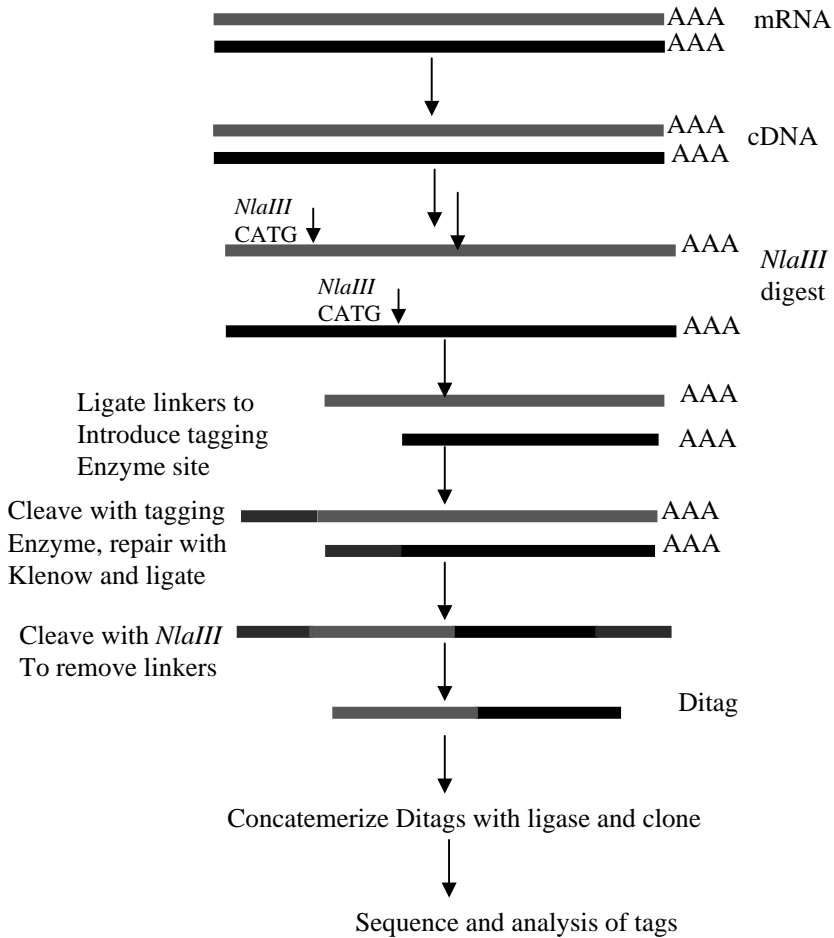 AAA
mRNA
AAA
AAA
cDNA
AAA
NlaIII
CATG
AAA
NlaIII
digest
NlaIII
CATG
AAA
Ligate linkers to
Introduce tagging
Enzyme site
AAA
AAA
Cleave with tagging
Enzyme, repair with
Klenow and ligate
AAA
AAA
Cleave with NlaIII
To remove linkers
Ditag
Concatemerize Ditags with ligase and clone
Sequence and analysis of tags